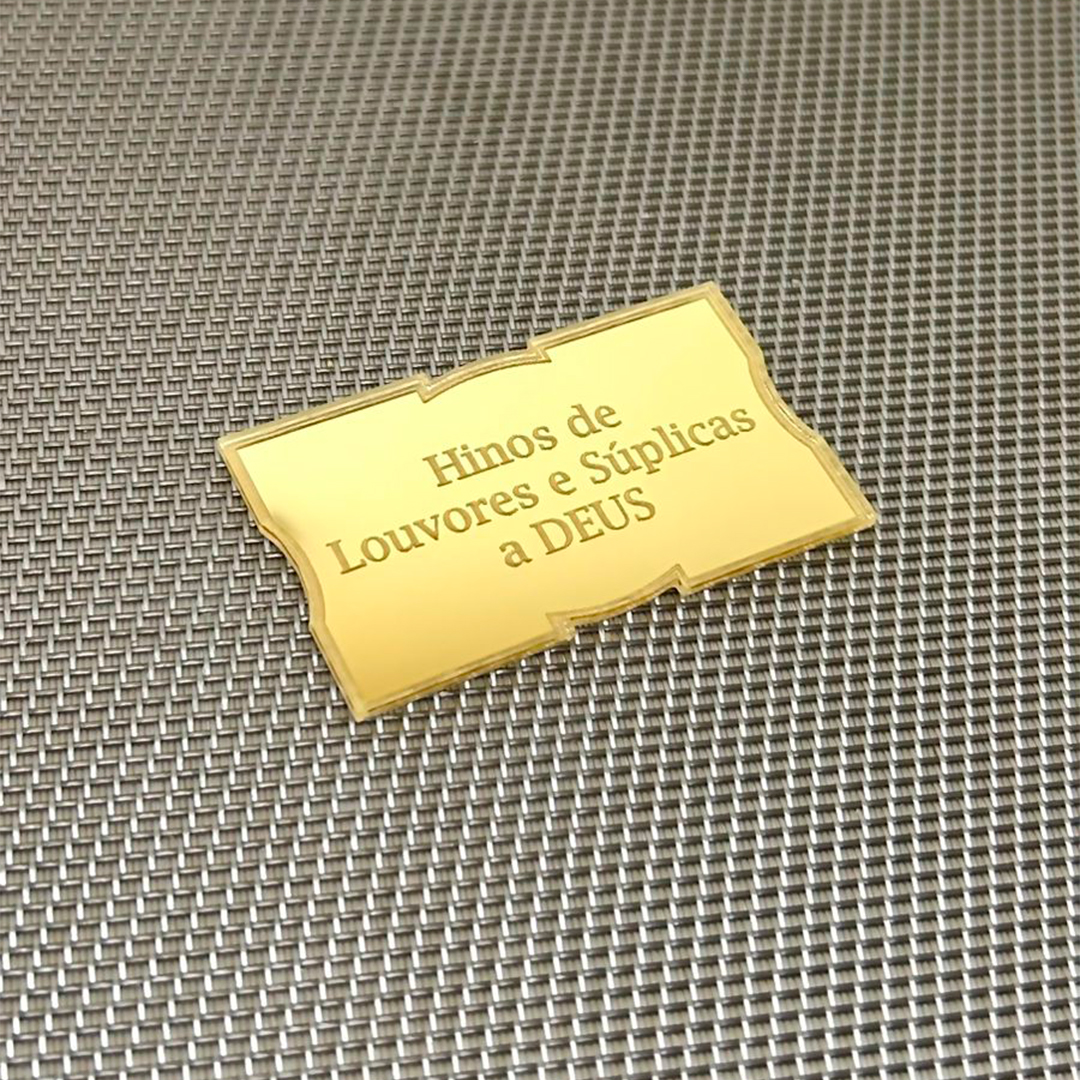 Hinos de
Louvores e Súplicas
a DEUS